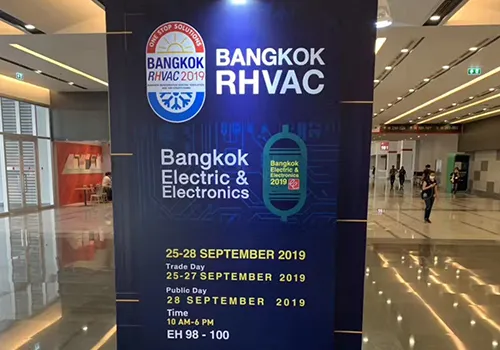 ONE STOP SOLUTIONS
BANGKOK
RHVAC 2019
BANGKOK
RHVAC
Bangkok
Electric &
Electronics
Bangkok
Electric &
Electronics
2019
25-28 SEPTEMBER 2019
Trade Day
25-27 SEPTEMBER 2019
Public Day
28 SEPTEMBER 2019
Time
10 AM-6 PM
EH 98 - 100